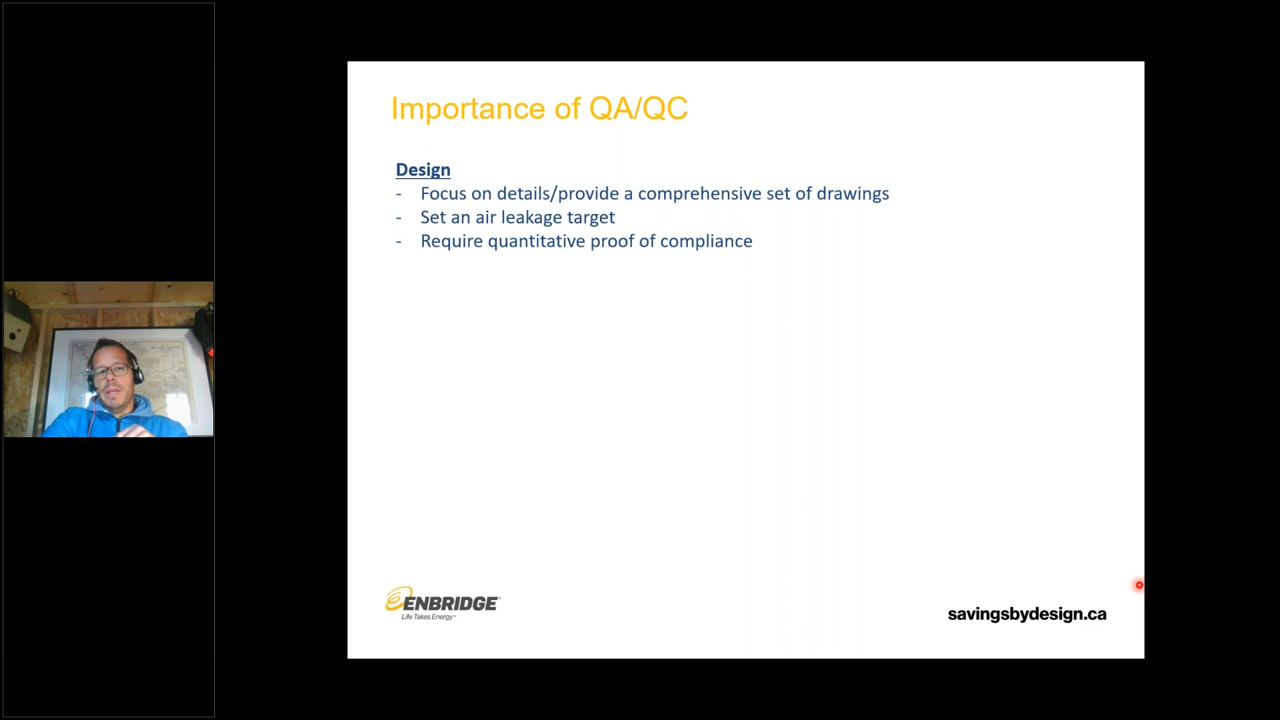 Importance of QA/QC
Design
- Focus on details/provide a comprehensive set of drawings
- Set an air leakage target
- Require quantitative proof of compliance
ENBRIDGE
Life Takes Energy™
savingsbydesign.ca